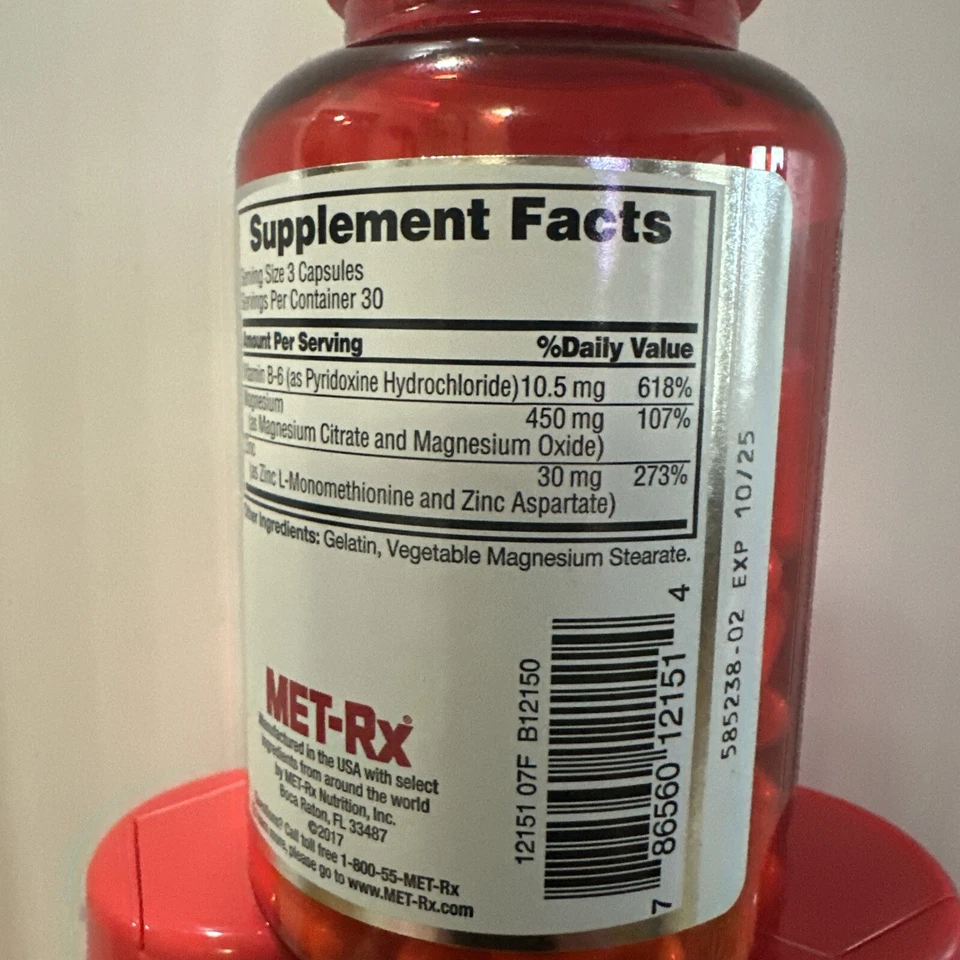 Supplement Facts
Serving Size 3 Capsules
Servings Per Container 30
Amount Per Serving %Daily Value
Vitamin B-6 (as Pyridoxine Hydrochloride) 10.5 mg 618%
Magnesium 450 mg 107%
(as Magnesium Citrate and Magnesium Oxide)
Zinc 30 mg 273%
(as Zinc L-Monomethionine and Zinc Aspartate)
Other Ingredients: Gelatin, Vegetable Magnesium Stearate.
MET-Rx®
Manufactured in the USA with select
ingredients from around the world
by MET-Rx Nutrition, Inc.
Boca Raton, FL 33487
©2017
Questions? Call toll free 1-800-55-MET-Rx
more, please go to www.MET-Rx.com
12151 07F B12150
7 86560 12151 4
585238-02 EXP 10/25